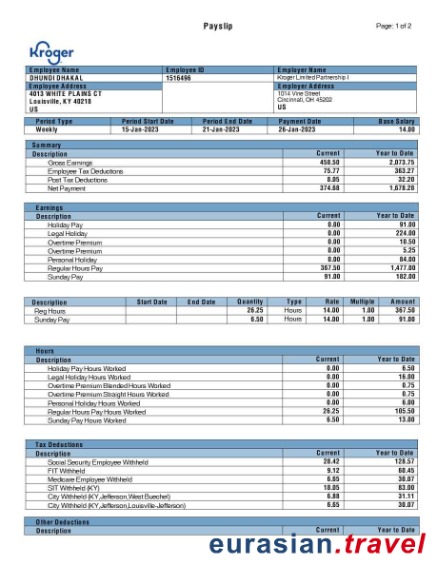 Payslip
Page: 1 of 2
Kroger
Employee Name Employee ID Employer Name
DHUNDI DHAKAL 1516496 Kroger Limited Partnership I
Employee Address Employer Address
4013 WHITE PLAINS CT 1014 Vine Street
Louisville, KY 40218 Cincinnati, OH 45202
US US
Period Type Period Start Date Period End Date Payment Date Base Salary
Weekly 15-Jan-2023 21-Jan-2023 26-Jan-2023 14.00
Summary
Description Current Year to Date
Gross Earnings 458.50 2,073.75
Employee Tax Deductions 75.77 363.27
Post Tax Deductions 8.05 32.20
Net Payment 374.68 1,678.28
Earnings
Description Current Year to Date
Holiday Pay 0.00 91.00
Legal Holiday 0.00 224.00
Overtime Premium 0.00 10.50
Overtime Premium 0.00 5.25
Personal Holiday 0.00 84.00
Regular Hours Pay 367.50 1,477.00
Sunday Pay 91.00 182.00
Description Start Date End Date Quantity Type Rate Multiple Amount
Reg Hours 26.25 Hours 14.00 1.00 367.50
Sunday Pay 6.50 Hours 14.00 1.00 91.00
Hours
Description Current Year to Date
Holiday Pay Hours Worked 0.00 6.50
Legal Holiday Hours Worked 0.00 16.00
Overtime Premium Blended Hours Worked 0.00 0.75
Overtime Premium Straight Hours Worked 0.00 0.75
Personal Holiday Hours Worked 0.00 6.00
Regular Hours Pay Hours Worked 26.25 105.50
Sunday Pay Hours Worked 6.50 13.00
Tax Deductions
Description Current Year to Date
Social Security Employee Withheld 28.42 128.57
FIT Withheld 9.12 60.45
Medicare Employee Withheld 6.65 30.07
SIT Withheld (KY) 18.05 83.00
City Withheld (KY,Jefferson,West Buechel) 6.88 31.11
City Withheld (KY,Jefferson,Louisville-Jefferson) 6.65 30.07
Other Deductions
Description Current Year to Date
eurasian.travel